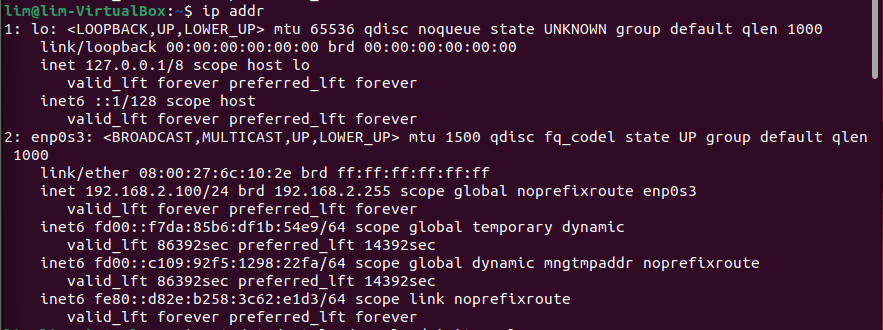 lim@lim-VirtualBox:~$ ip addr
1: lo: <LOOPBACK,UP,LOWER_UP> mtu 65536 qdisc noqueue state UNKNOWN group default qlen 1000
    link/loopback 00:00:00:00:00:00 brd 00:00:00:00:00:00
    inet 127.0.0.1/8 scope host lo
       valid_lft forever preferred_lft forever
    inet6 ::1/128 scope host
       valid_lft forever preferred_lft forever
2: enp0s3: <BROADCAST,MULTICAST,UP,LOWER_UP> mtu 1500 qdisc fq_codel state UP group default qlen
 1000
    link/ether 08:00:27:6c:10:2e brd ff:ff:ff:ff:ff:ff
    inet 192.168.2.100/24 brd 192.168.2.255 scope global noprefixroute enp0s3
       valid_lft forever preferred_lft forever
    inet6 fd00::f7da:85b6:df1b:54e9/64 scope global temporary dynamic
       valid_lft 86392sec preferred_lft 14392sec
    inet6 fd00::c109:92f5:1298:22fa/64 scope global dynamic mngtmpaddr noprefixroute
       valid_lft 86392sec preferred_lft 14392sec
    inet6 fe80::d82e:b258:3c62:e1d3/64 scope link noprefixroute
       valid_lft forever preferred_lft forever